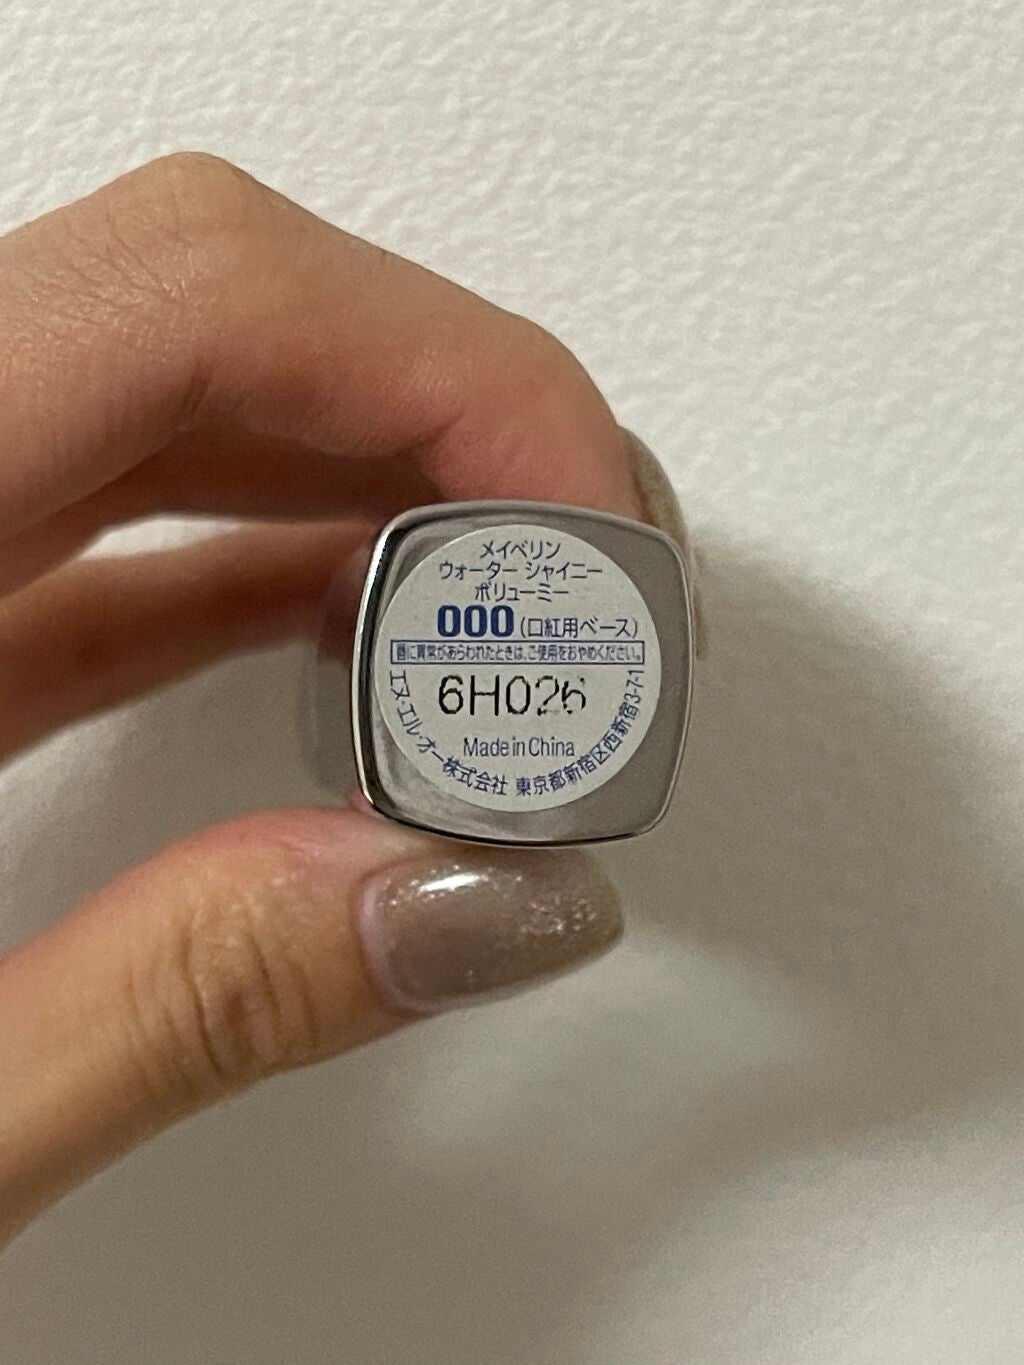 メイベリン
ウォーター シャイニー
ボリューミー
000 (口紅用ベース)
唇に異常があらわれたときは、ご使用をおやめください。
6H026
Made in China
エヌ・エル・オー株式会社 東京都新宿区西新宿3-7-1